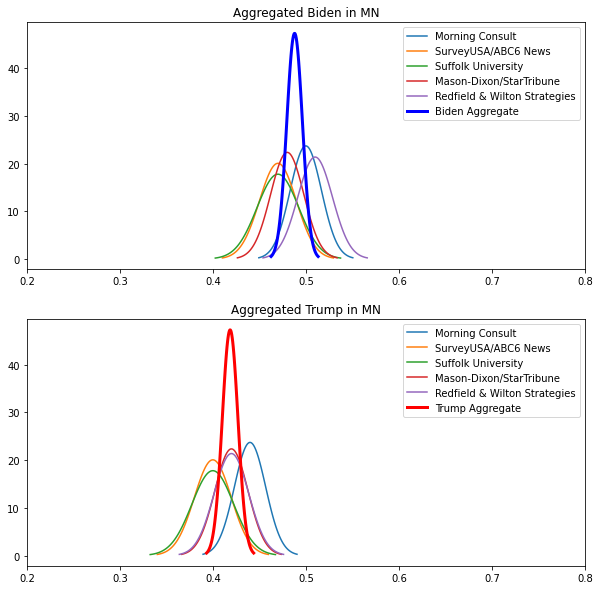 Aggregated Biden in MN
40
30
20
10
0
Morning Consult
SurveyUSA/ABC6 News
Suffolk University
Mason-Dixon/StarTribune
Redfield & Wilton Strategies
Biden Aggregate
0.2 0.3 0.4 0.5 0.6 0.7 0.8
Aggregated Trump in MN
40
30
20
10
0
Morning Consult
SurveyUSA/ABC6 News
Suffolk University
Mason-Dixon/StarTribune
Redfield & Wilton Strategies
Trump Aggregate
0.2 0.3 0.4 0.5 0.6 0.7 0.8